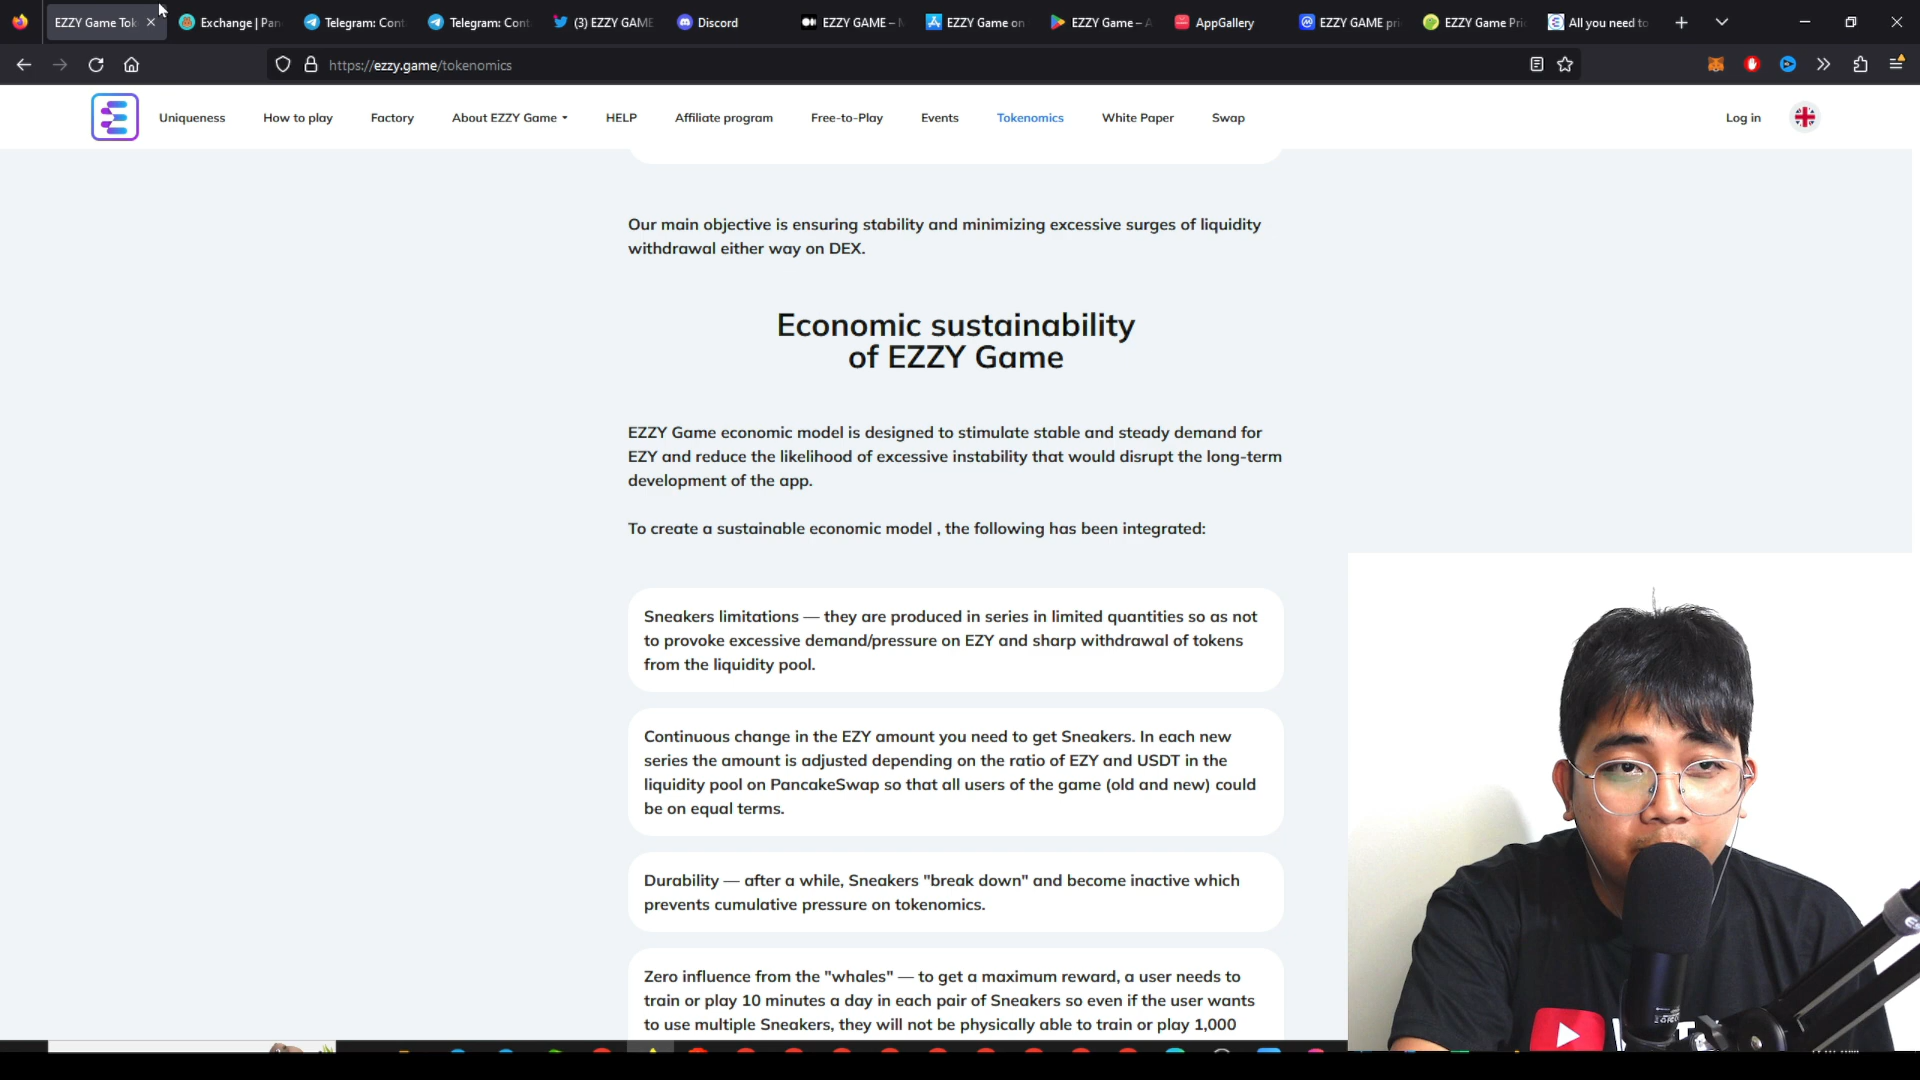 EZZY Game Tok
Exchange | Pan
Telegram: Cont
Telegram: Cont
(3) EZZY GAME
Discord
EZZY GAME –
EZZY Game on
EZZY Game –
AppGallery
EZZY GAME pri
EZZY Game Pri
All you need to
https://ezzy.game/tokenomics
Uniqueness
How to play
Factory
About EZZY Game
HELP
Affiliate program
Free-to-Play
Events
Tokenomics
White Paper
Swap
Log in
Our main objective is ensuring stability and minimizing excessive surges of liquidity
withdrawal either way on DEX.
Economic sustainability
of EZZY Game
EZZY Game economic model is designed to stimulate stable and steady demand for
EZY and reduce the likelihood of excessive instability that would disrupt the long-term
development of the app.
To create a sustainable economic model , the following has been integrated:
Sneakers limitations — they are produced in series in limited quantities so as not
to provoke excessive demand/pressure on EZY and sharp withdrawal of tokens
from the liquidity pool.
Continuous change in the EZY amount you need to get Sneakers. In each new
series the amount is adjusted depending on the ratio of EZY and USDT in the
liquidity pool on PancakeSwap so that all users of the game (old and new) could
be on equal terms.
Durability — after a while, Sneakers "break down" and become inactive which
prevents cumulative pressure on tokenomics.
Zero influence from the "whales" — to get a maximum reward, a user needs to
train or play 10 minutes a day in each pair of Sneakers so even if the user wants
to use multiple Sneakers, they will not be physically able to train or play 1,000